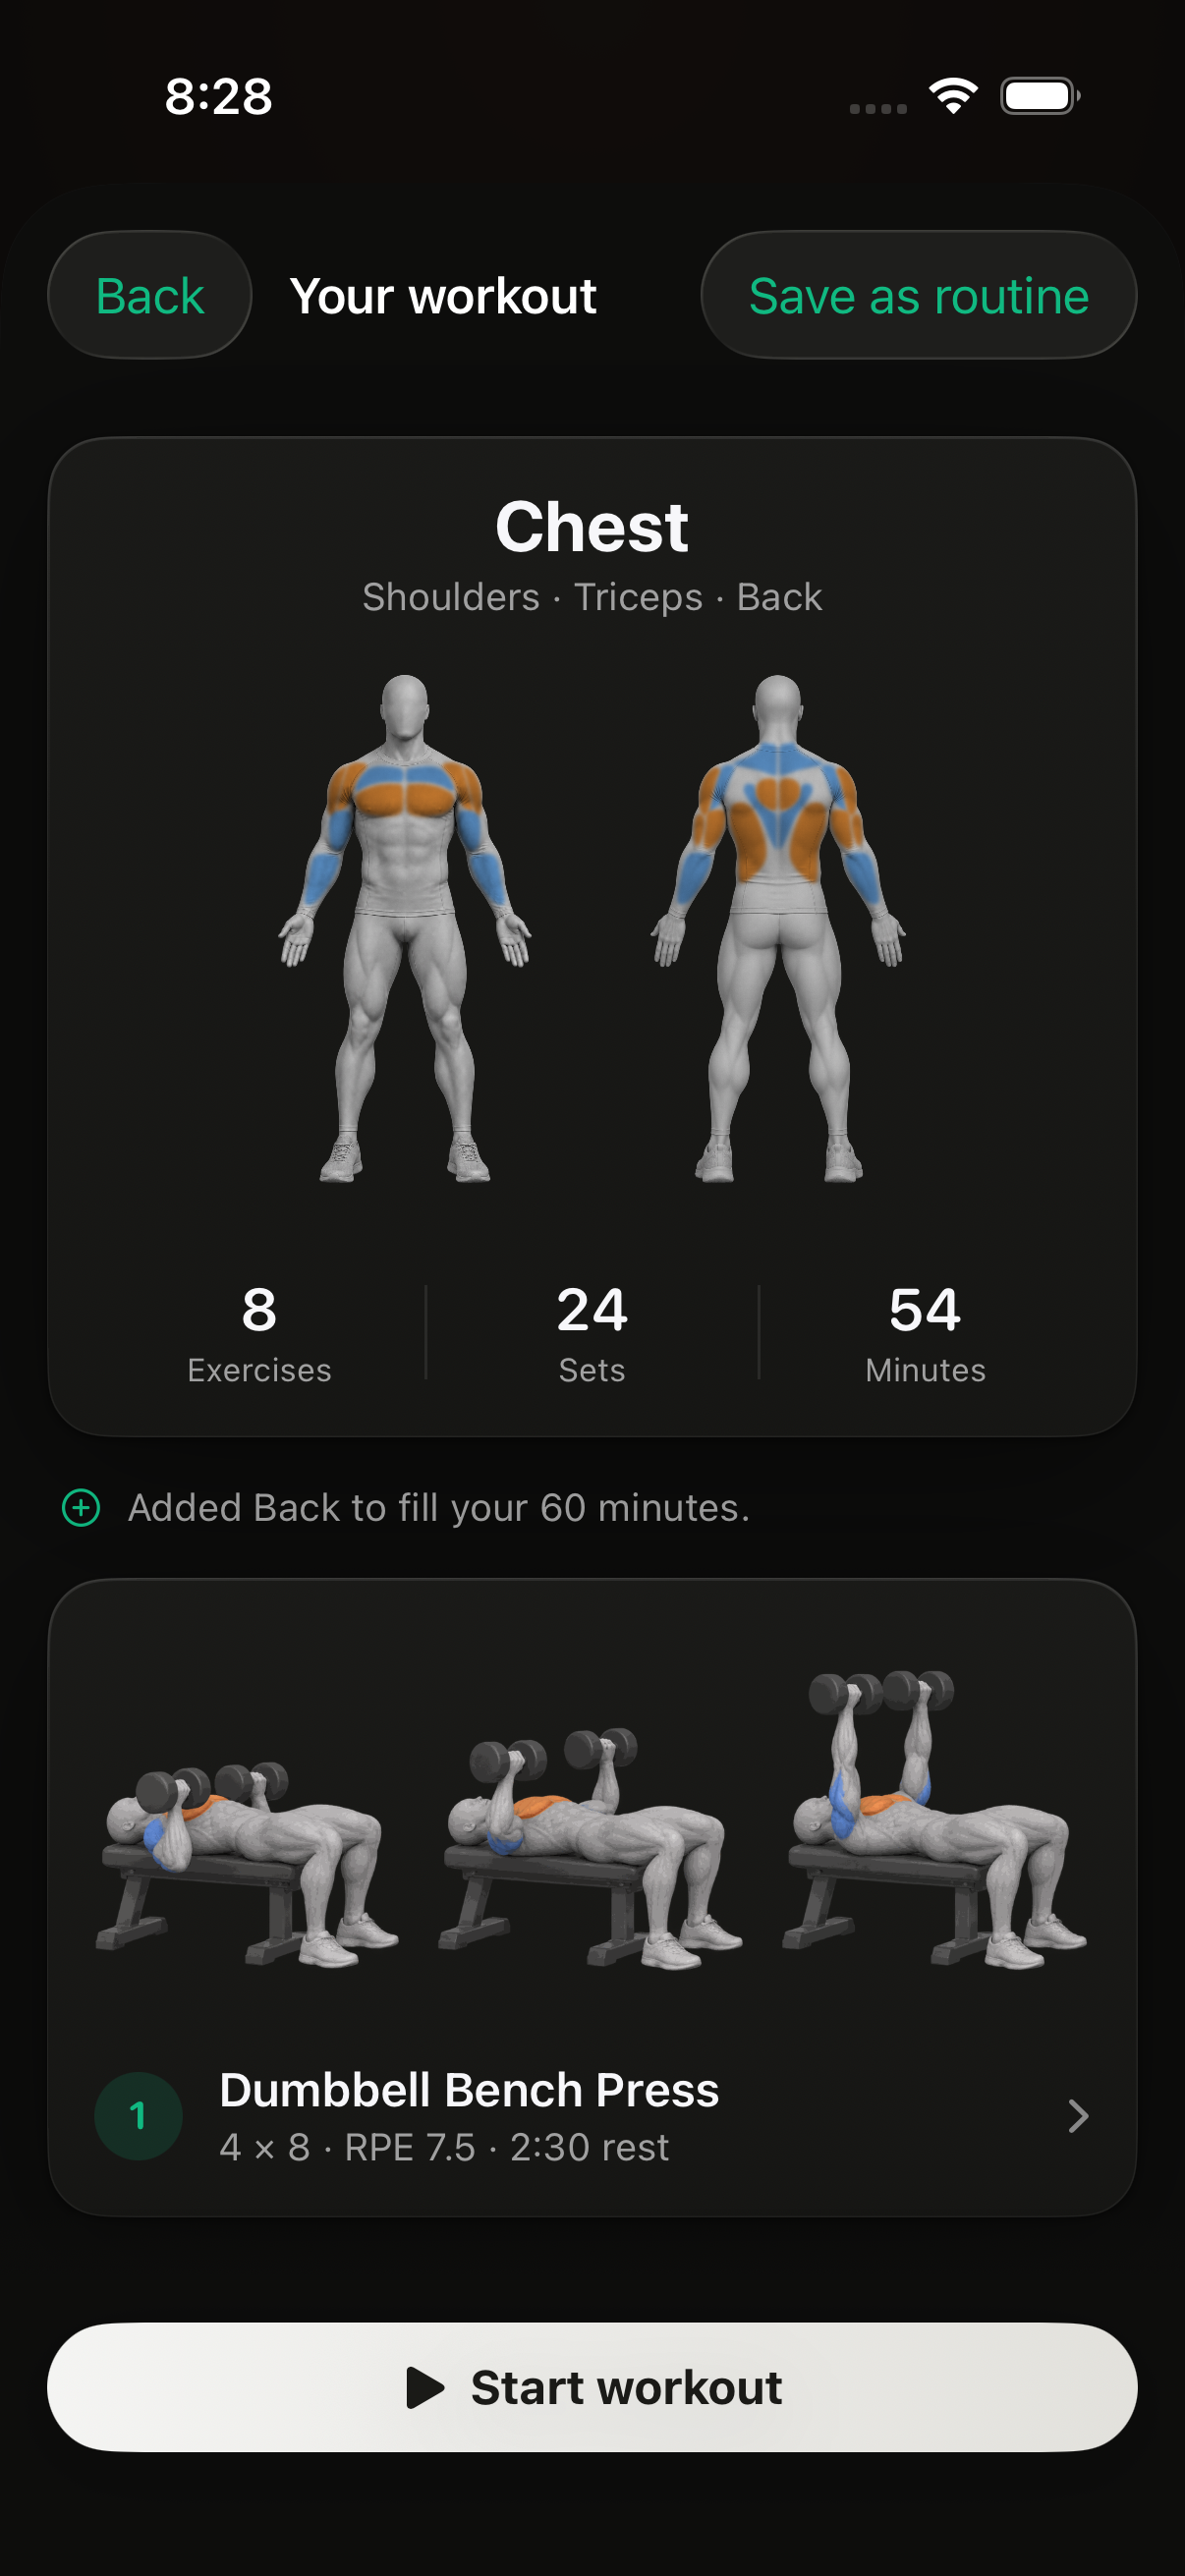 8:28
Back
Your workout
Save as routine
Chest
Shoulders · Triceps · Back
8
Exercises
24
Sets
54
Minutes
Added Back to fill your 60 minutes.
1
Dumbbell Bench Press
4 × 8 · RPE 7.5 · 2:30 rest
Start workout